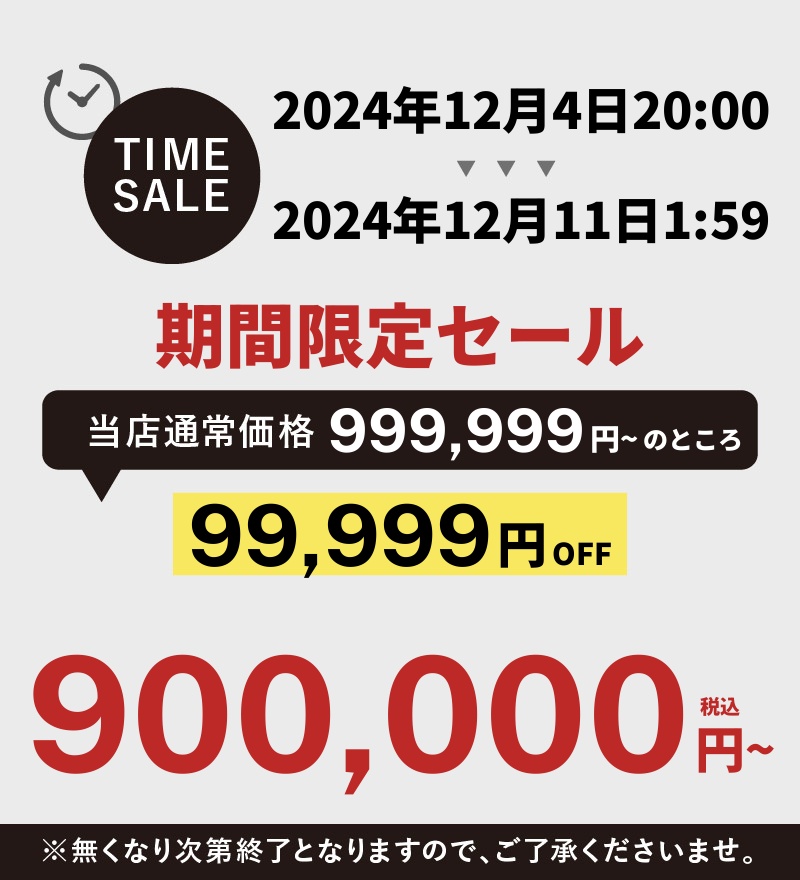 TIME
SALE
2024年12月4日20:00
▼ ▼ ▼
2024年12月11日1:59
期間限定セール
当店通常価格 999,999円~のところ
99,999円OFF
900,000税込円~
※無くなり次第終了となりますので、ご了承くださいませ。